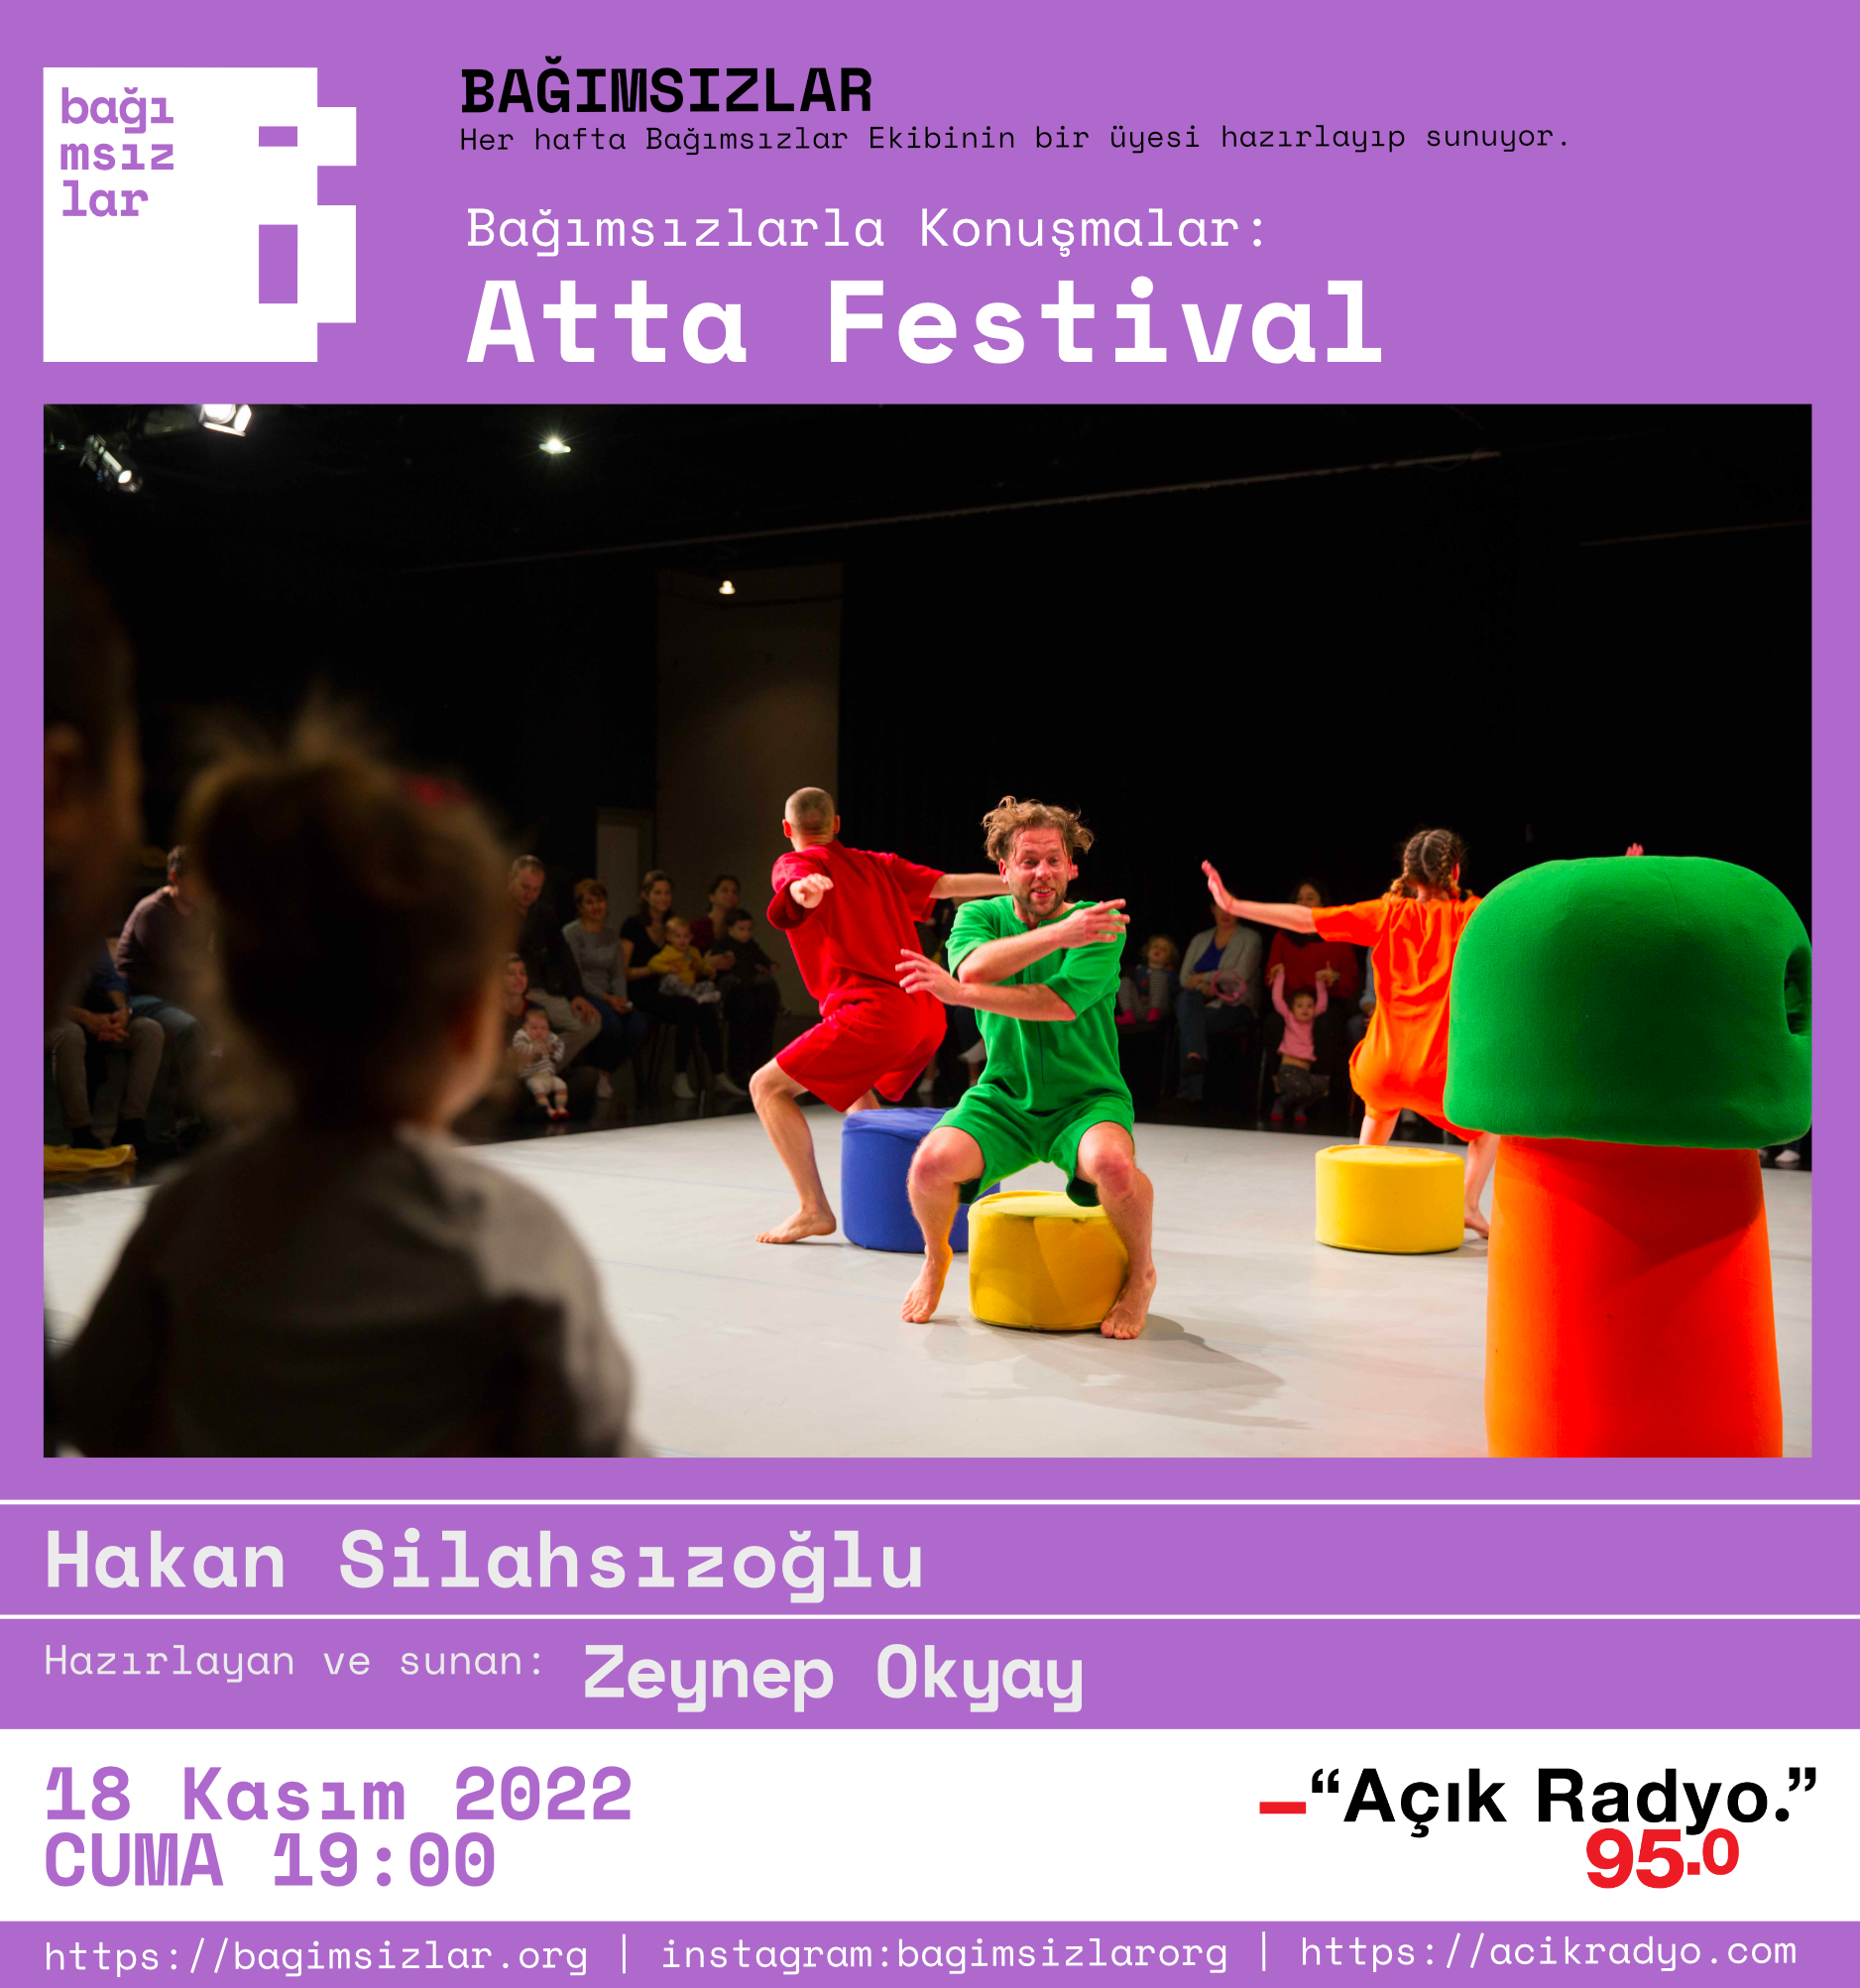 bağı
msız
lar
BAĞIMSIZLAR
Her hafta Bağımsızlar Ekibinin bir üyesi hazırlayıp sunuyor.
Bağımsızlarla Konuşmalar:
Atta Festival
Hakan Silahsızoğlu
Hazırlayan ve sunan: Zeynep Okyay
18 Kasım 2022
CUMA 19:00
–“Açık Radyo.”
95.0
https://bagimsizlar.org | instagram:bagimsizlarorg | https://acikradyo.com